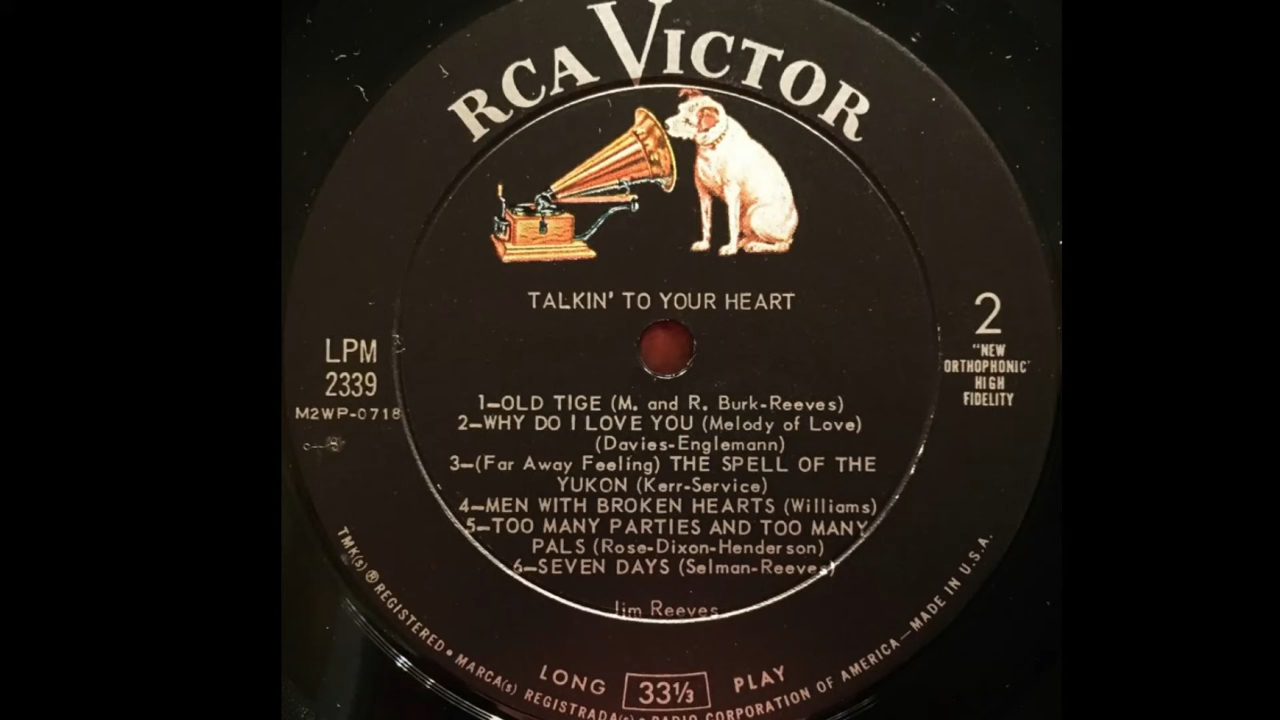 RCA VICTOR
TALKIN' TO YOUR HEART
LPM
2339
M2WP-0718
2
"NEW
ORTHOPHONIC"
HIGH
FIDELITY
1—OLD TIGE (M. and R. Burk-Reeves)
2—WHY DO I LOVE YOU (Melody of Love)
(Davies-Englemann)
3—(Far Away Feeling) THE SPELL OF THE
YUKON (Kerr-Service)
4—MEN WITH BROKEN HEARTS (Williams)
5—TOO MANY PARTIES AND TOO MANY
PALS (Rose-Dixon-Henderson)
6—SEVEN DAYS (Selman-Reeves)
Jim Reeves
LONG 33⅓ PLAY
TMK(s) ® REGISTERED • MARCA(s) REGISTRADA(s) • RADIO CORPORATION OF AMERICA—MADE IN U.S.A.